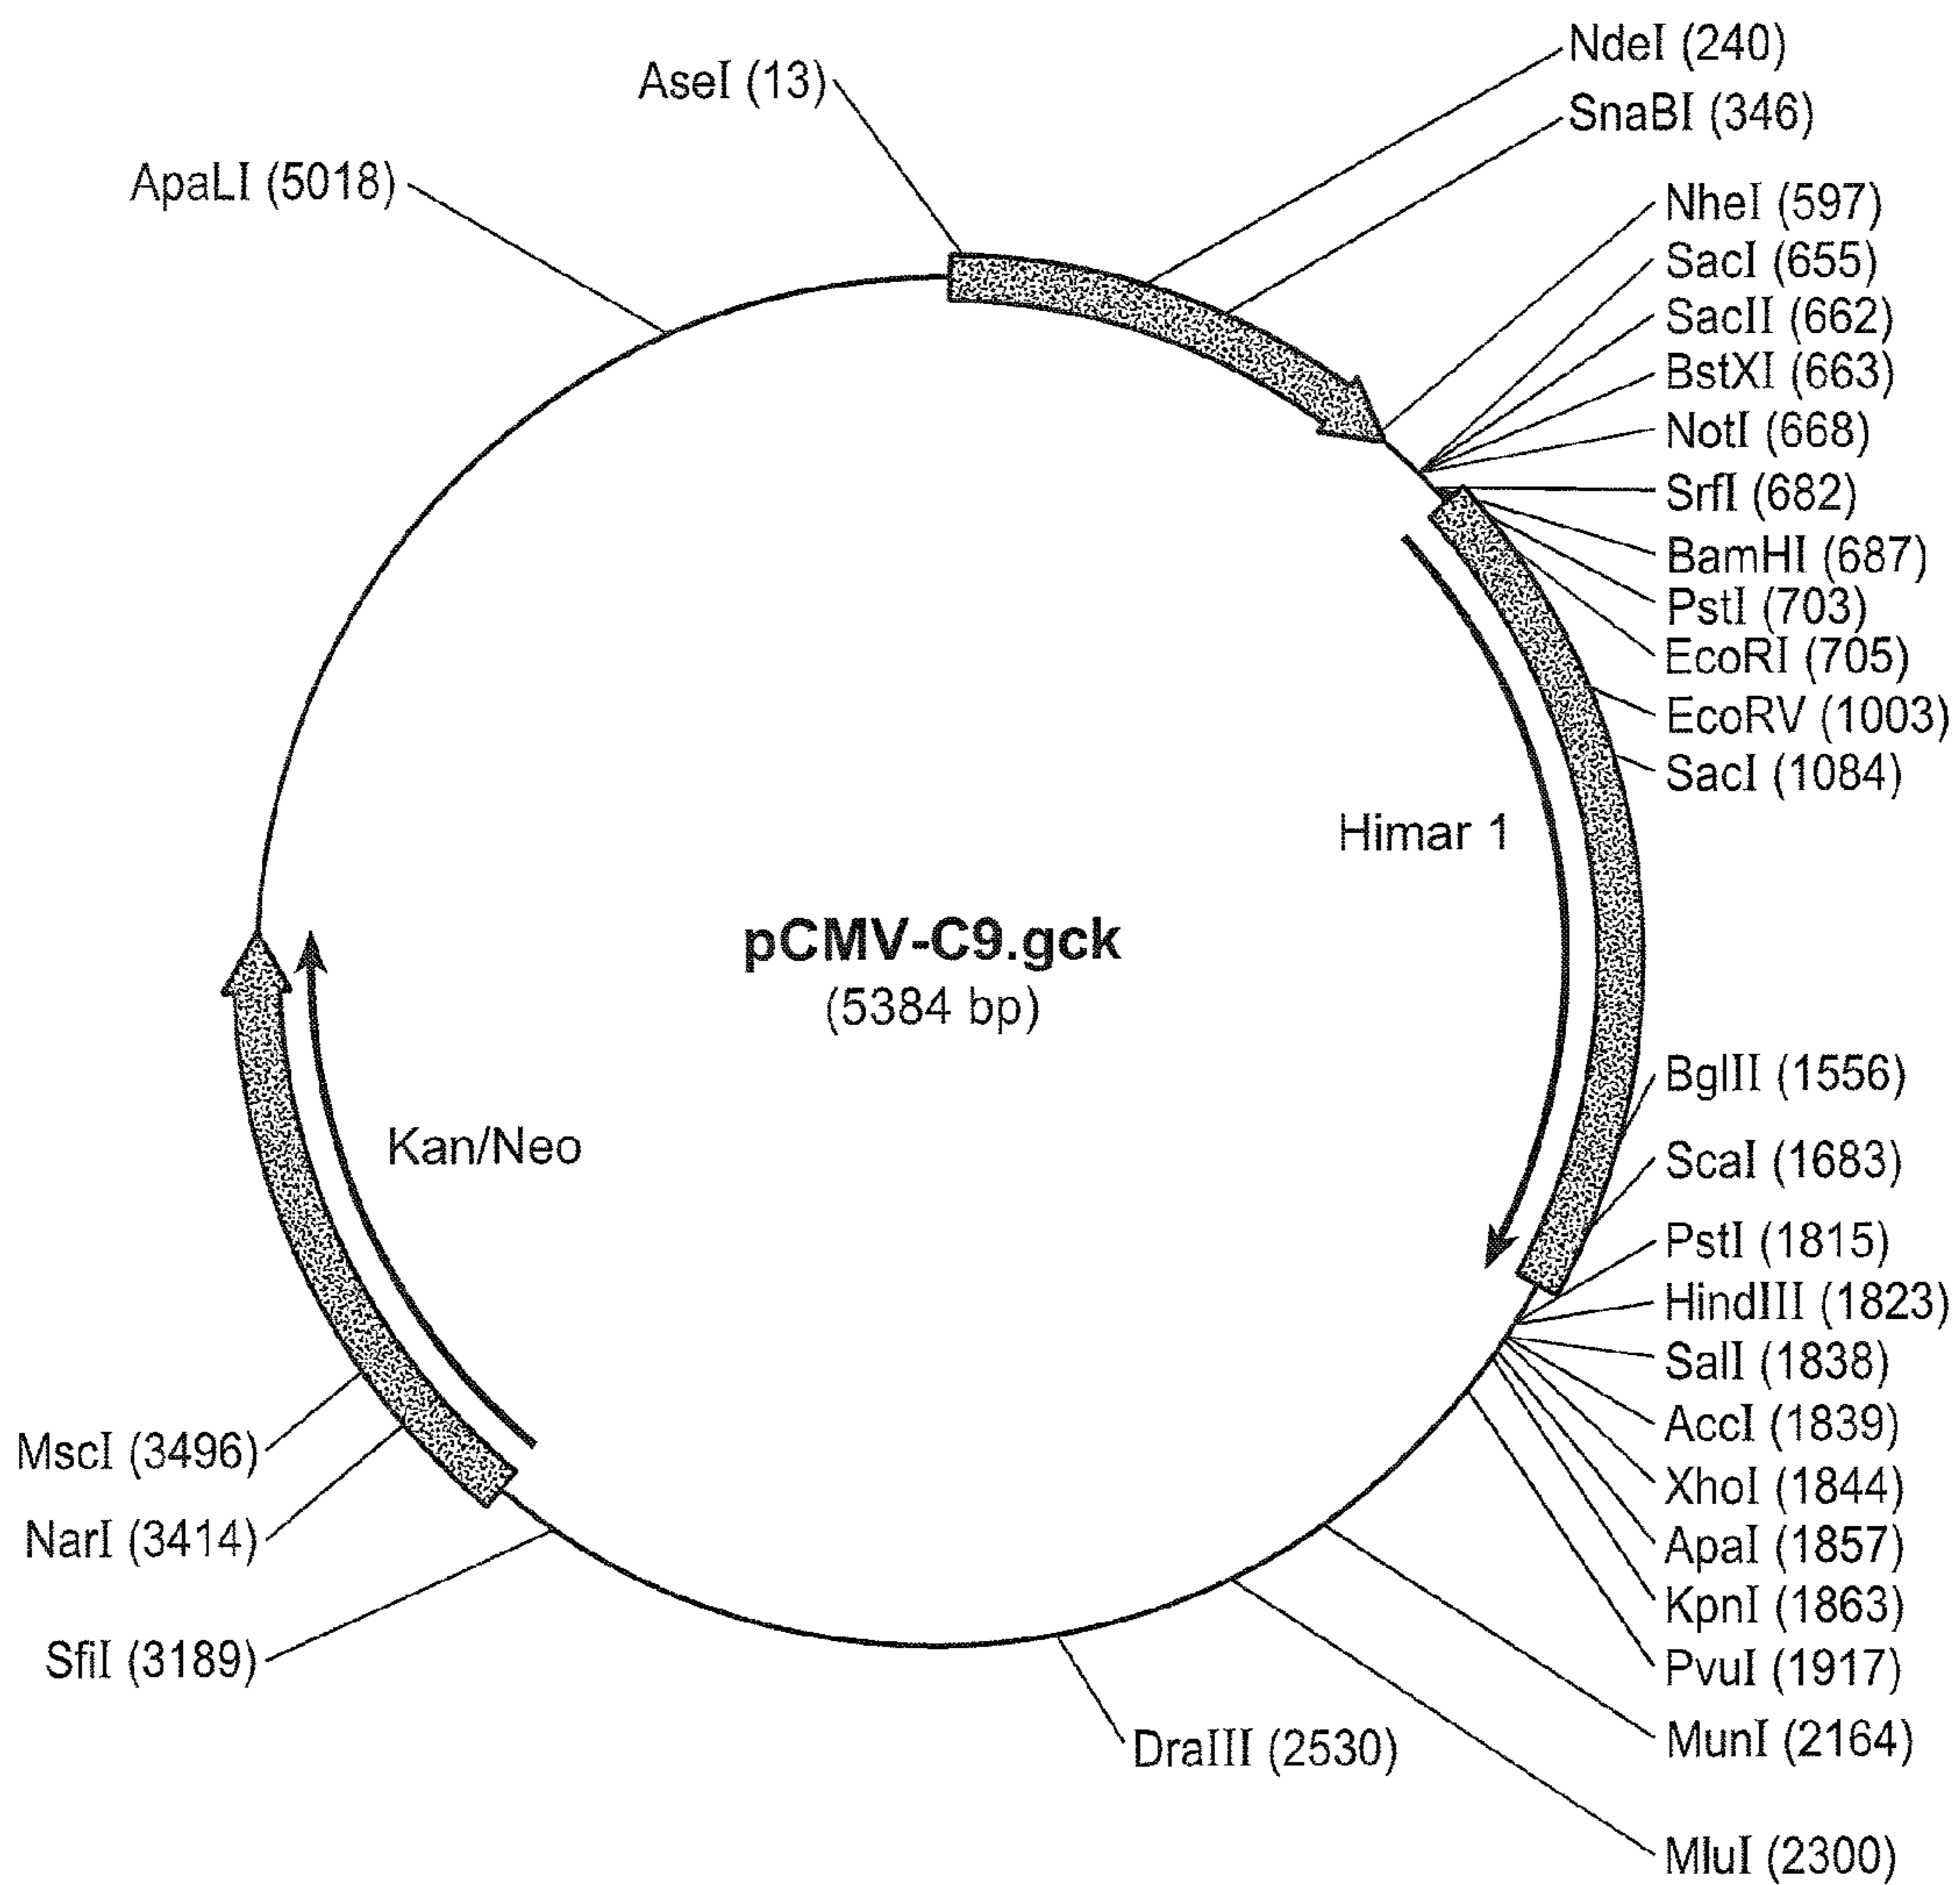 NdeI (240)
AseI (13)
SnaBI (346)
ApaLI (5018)
NheI (597)
SacI (655)
SacII (662)
BstXI (663)
NotI (668)
SrfI (682)
BamHI (687)
PstI (703)
EcoRI (705)
EcoRV (1003)
SacI (1084)
Himar 1
pCMV-C9.gck
(5384 bp)
BglII (1556)
Kan/Neo
ScaI (1683)
PstI (1815)
HindIII (1823)
SalI (1838)
AccI (1839)
MscI (3496)
XhoI (1844)
NarI (3414)
ApaI (1857)
KpnI (1863)
SfiI (3189)
PvuI (1917)
MunI (2164)
DraIII (2530)
MluI (2300)